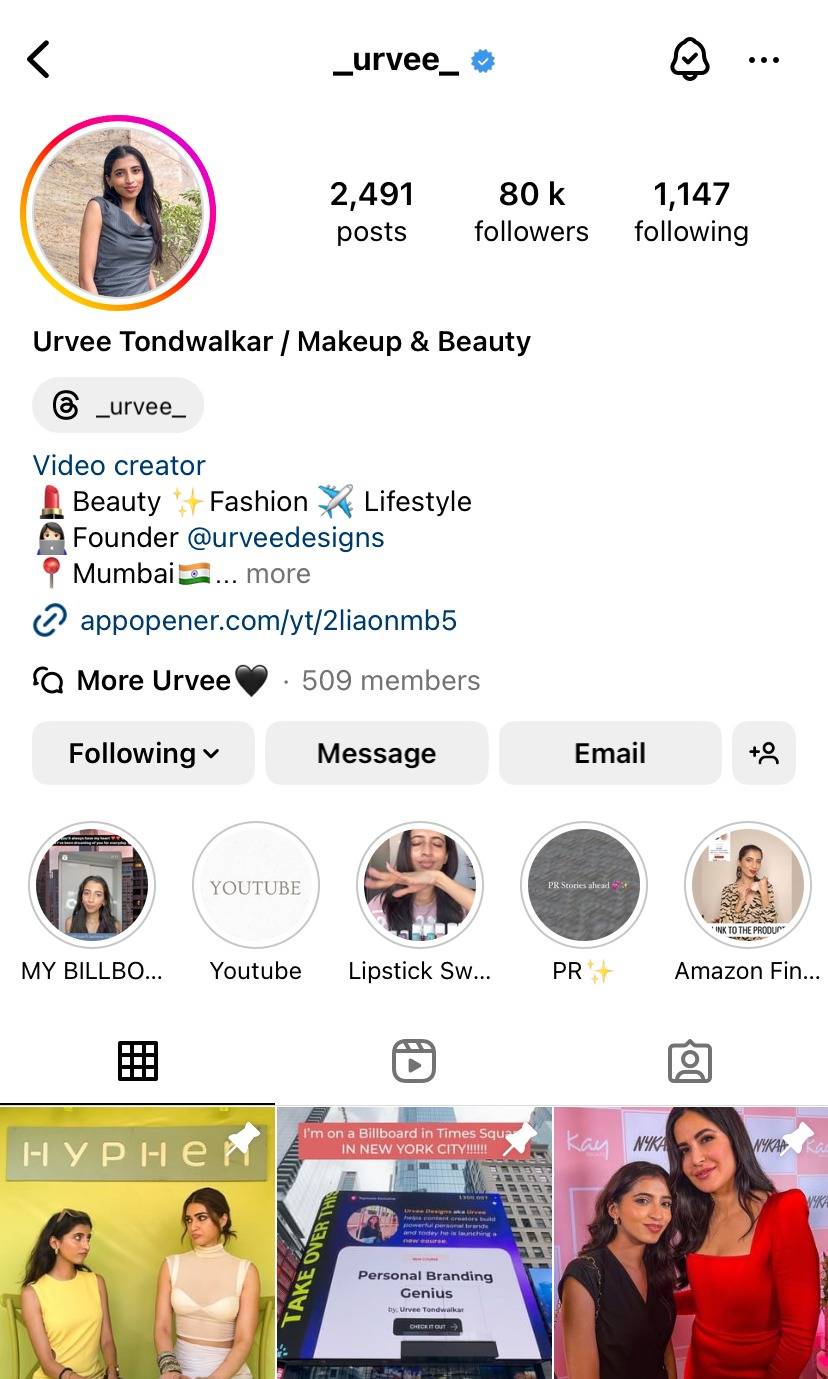 _urvee_
2,491 80 k 1,147
posts followers following
Urvee Tondwalkar / Makeup & Beauty
_urvee_
Video creator
💄Beauty ✨Fashion ✈️ Lifestyle
👩🏻‍💻Founder @urveedesigns
📍Mumbai🇮🇳... more
appopener.com/yt/2liaonmb5
More Urvee🖤 · 509 members
Following Message Email
YOUTUBE
PR Stories ahead 💞✨
INK TO THE PRODUCT
MY BILLBO... Youtube Lipstick Sw... PR✨ Amazon Fin...
HYPHeN
I'm on a Billboard in Times Squa
IN NEW YORK CITY!!!!!!
TAKE OVER THIS
Urvee Designs aka Urvee
helps content creators build
powerful personal brands
and today he is launching a
new course.
Personal Branding
Genius
by, Urvee Tondwalkar
CHECK IT OUT →
Kay
NYKAA
NYKAA